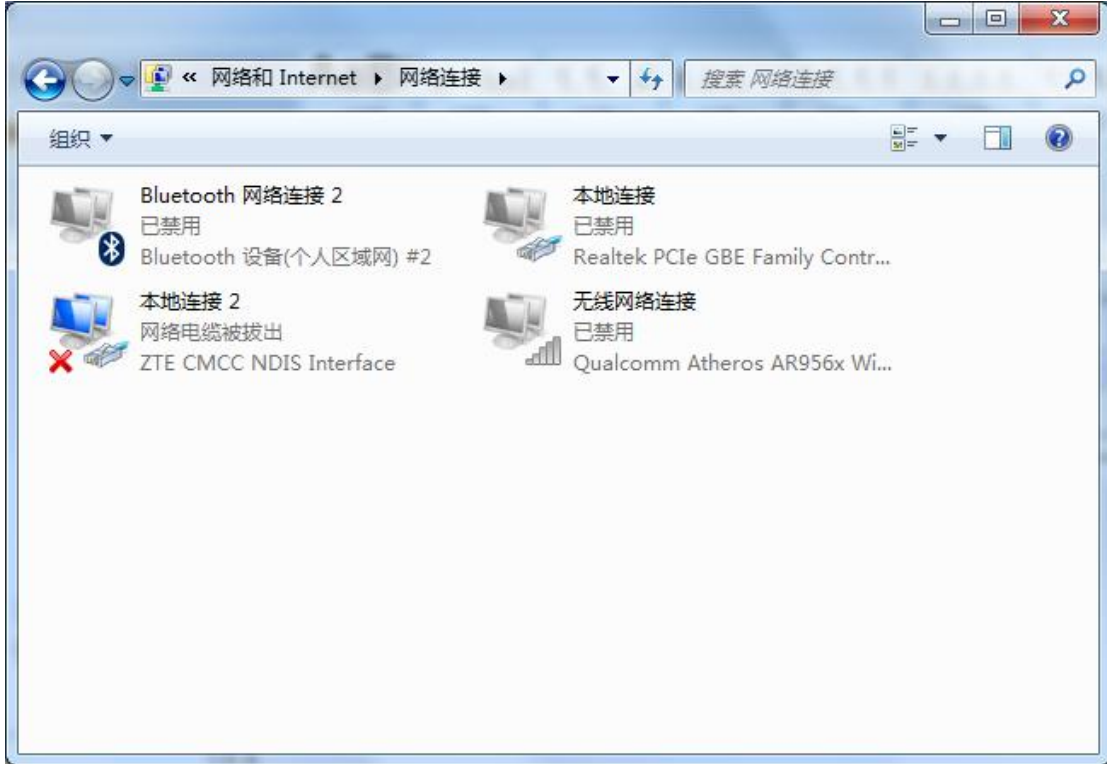 « 网络和 Internet ▸ 网络连接 ▸
搜索 网络连接
组织
Bluetooth 网络连接 2
已禁用
Bluetooth 设备(个人区域网) #2
本地连接
已禁用
Realtek PCIe GBE Family Contr...
本地连接 2
网络电缆被拔出
ZTE CMCC NDIS Interface
无线网络连接
已禁用
Qualcomm Atheros AR956x Wi...